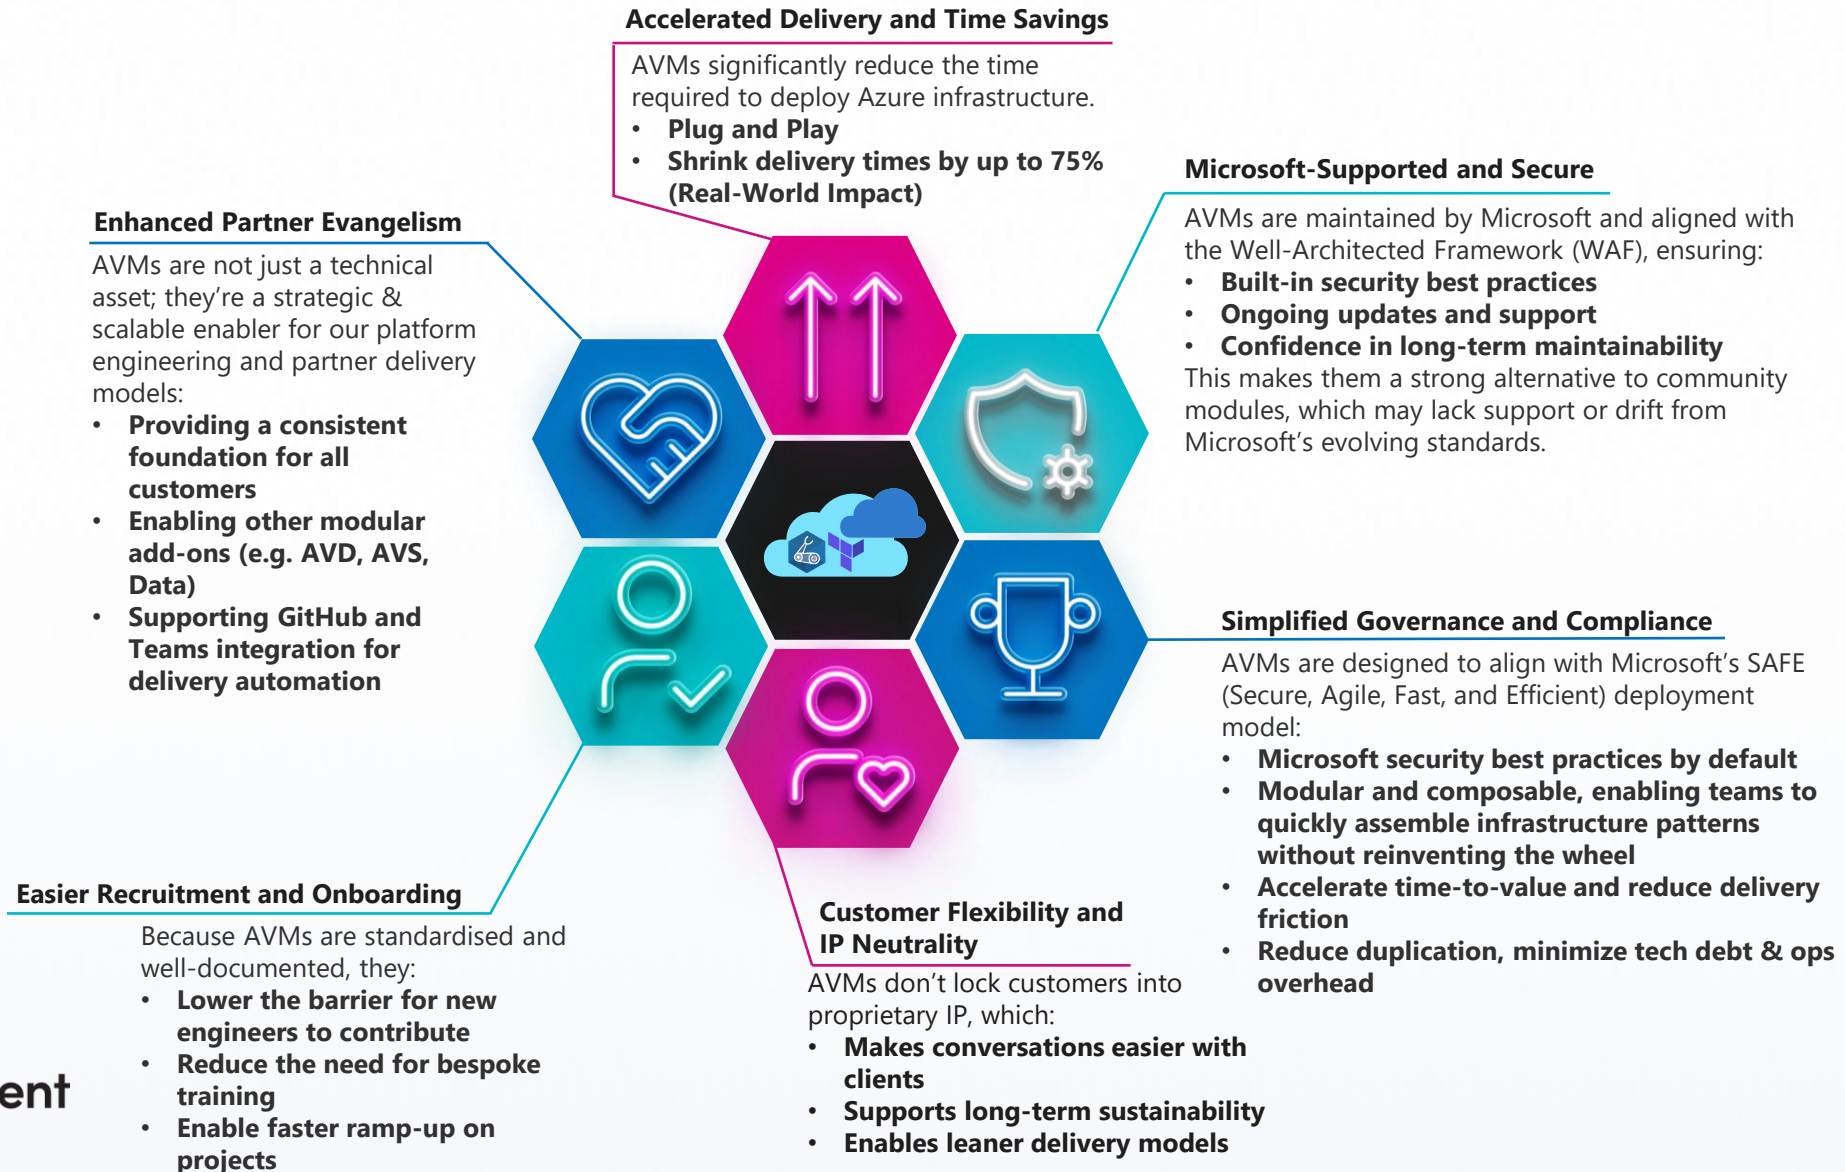 Accelerated Delivery and Time Savings
AVMs significantly reduce the time
required to deploy Azure infrastructure.
• Plug and Play
• Shrink delivery times by up to 75%
(Real-World Impact)
Microsoft-Supported and Secure
AVMs are maintained by Microsoft and aligned with
the Well-Architected Framework (WAF), ensuring:
• Built-in security best practices
• Ongoing updates and support
• Confidence in long-term maintainability
This makes them a strong alternative to community
modules, which may lack support or drift from
Microsoft's evolving standards.
Enhanced Partner Evangelism
AVMs are not just a technical
asset; they're a strategic &
scalable enabler for our platform
engineering and partner delivery
models:
• Providing a consistent
foundation for all
customers
• Enabling other modular
add-ons (e.g. AVD, AVS,
Data)
• Supporting GitHub and
Teams integration for
delivery automation
Simplified Governance and Compliance
AVMs are designed to align with Microsoft's SAFE
(Secure, Agile, Fast, and Efficient) deployment
model:
• Microsoft security best practices by default
• Modular and composable, enabling teams to
quickly assemble infrastructure patterns
without reinventing the wheel
• Accelerate time-to-value and reduce delivery
friction
• Reduce duplication, minimize tech debt & ops
overhead
Easier Recruitment and Onboarding
Because AVMs are standardised and
well-documented, they:
• Lower the barrier for new
engineers to contribute
• Reduce the need for bespoke
training
• Enable faster ramp-up on
projects
Customer Flexibility and
IP Neutrality
AVMs don't lock customers into
proprietary IP, which:
• Makes conversations easier with
clients
• Supports long-term sustainability
• Enables leaner delivery models
ent